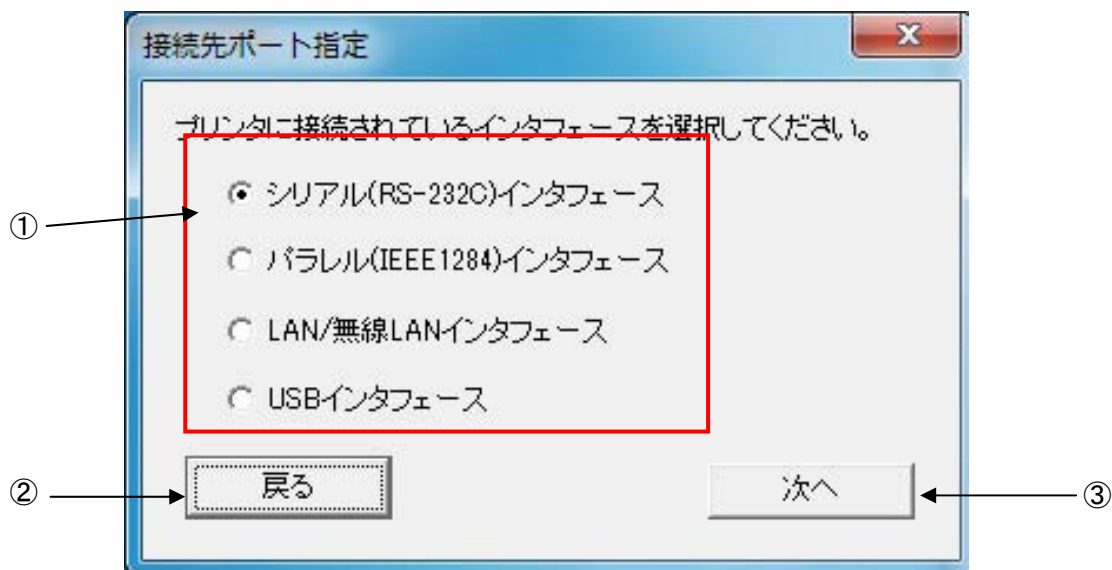 接続先ポート指定
プリンタに接続されているインタフェースを選択してください。
① シリアル(RS-232C)インタフェース
パラレル(IEEE1284)インタフェース
LAN/無線LANインタフェース
USBインタフェース
② 戻る 次へ ③